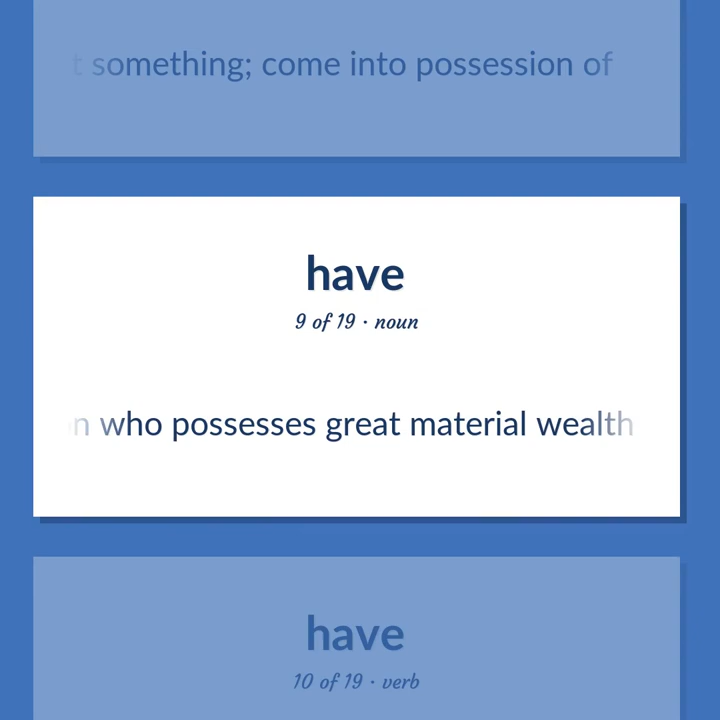 something; come into possession of
have
9 of 19 · noun
who possesses great material wealth
have
10 of 19 · verb